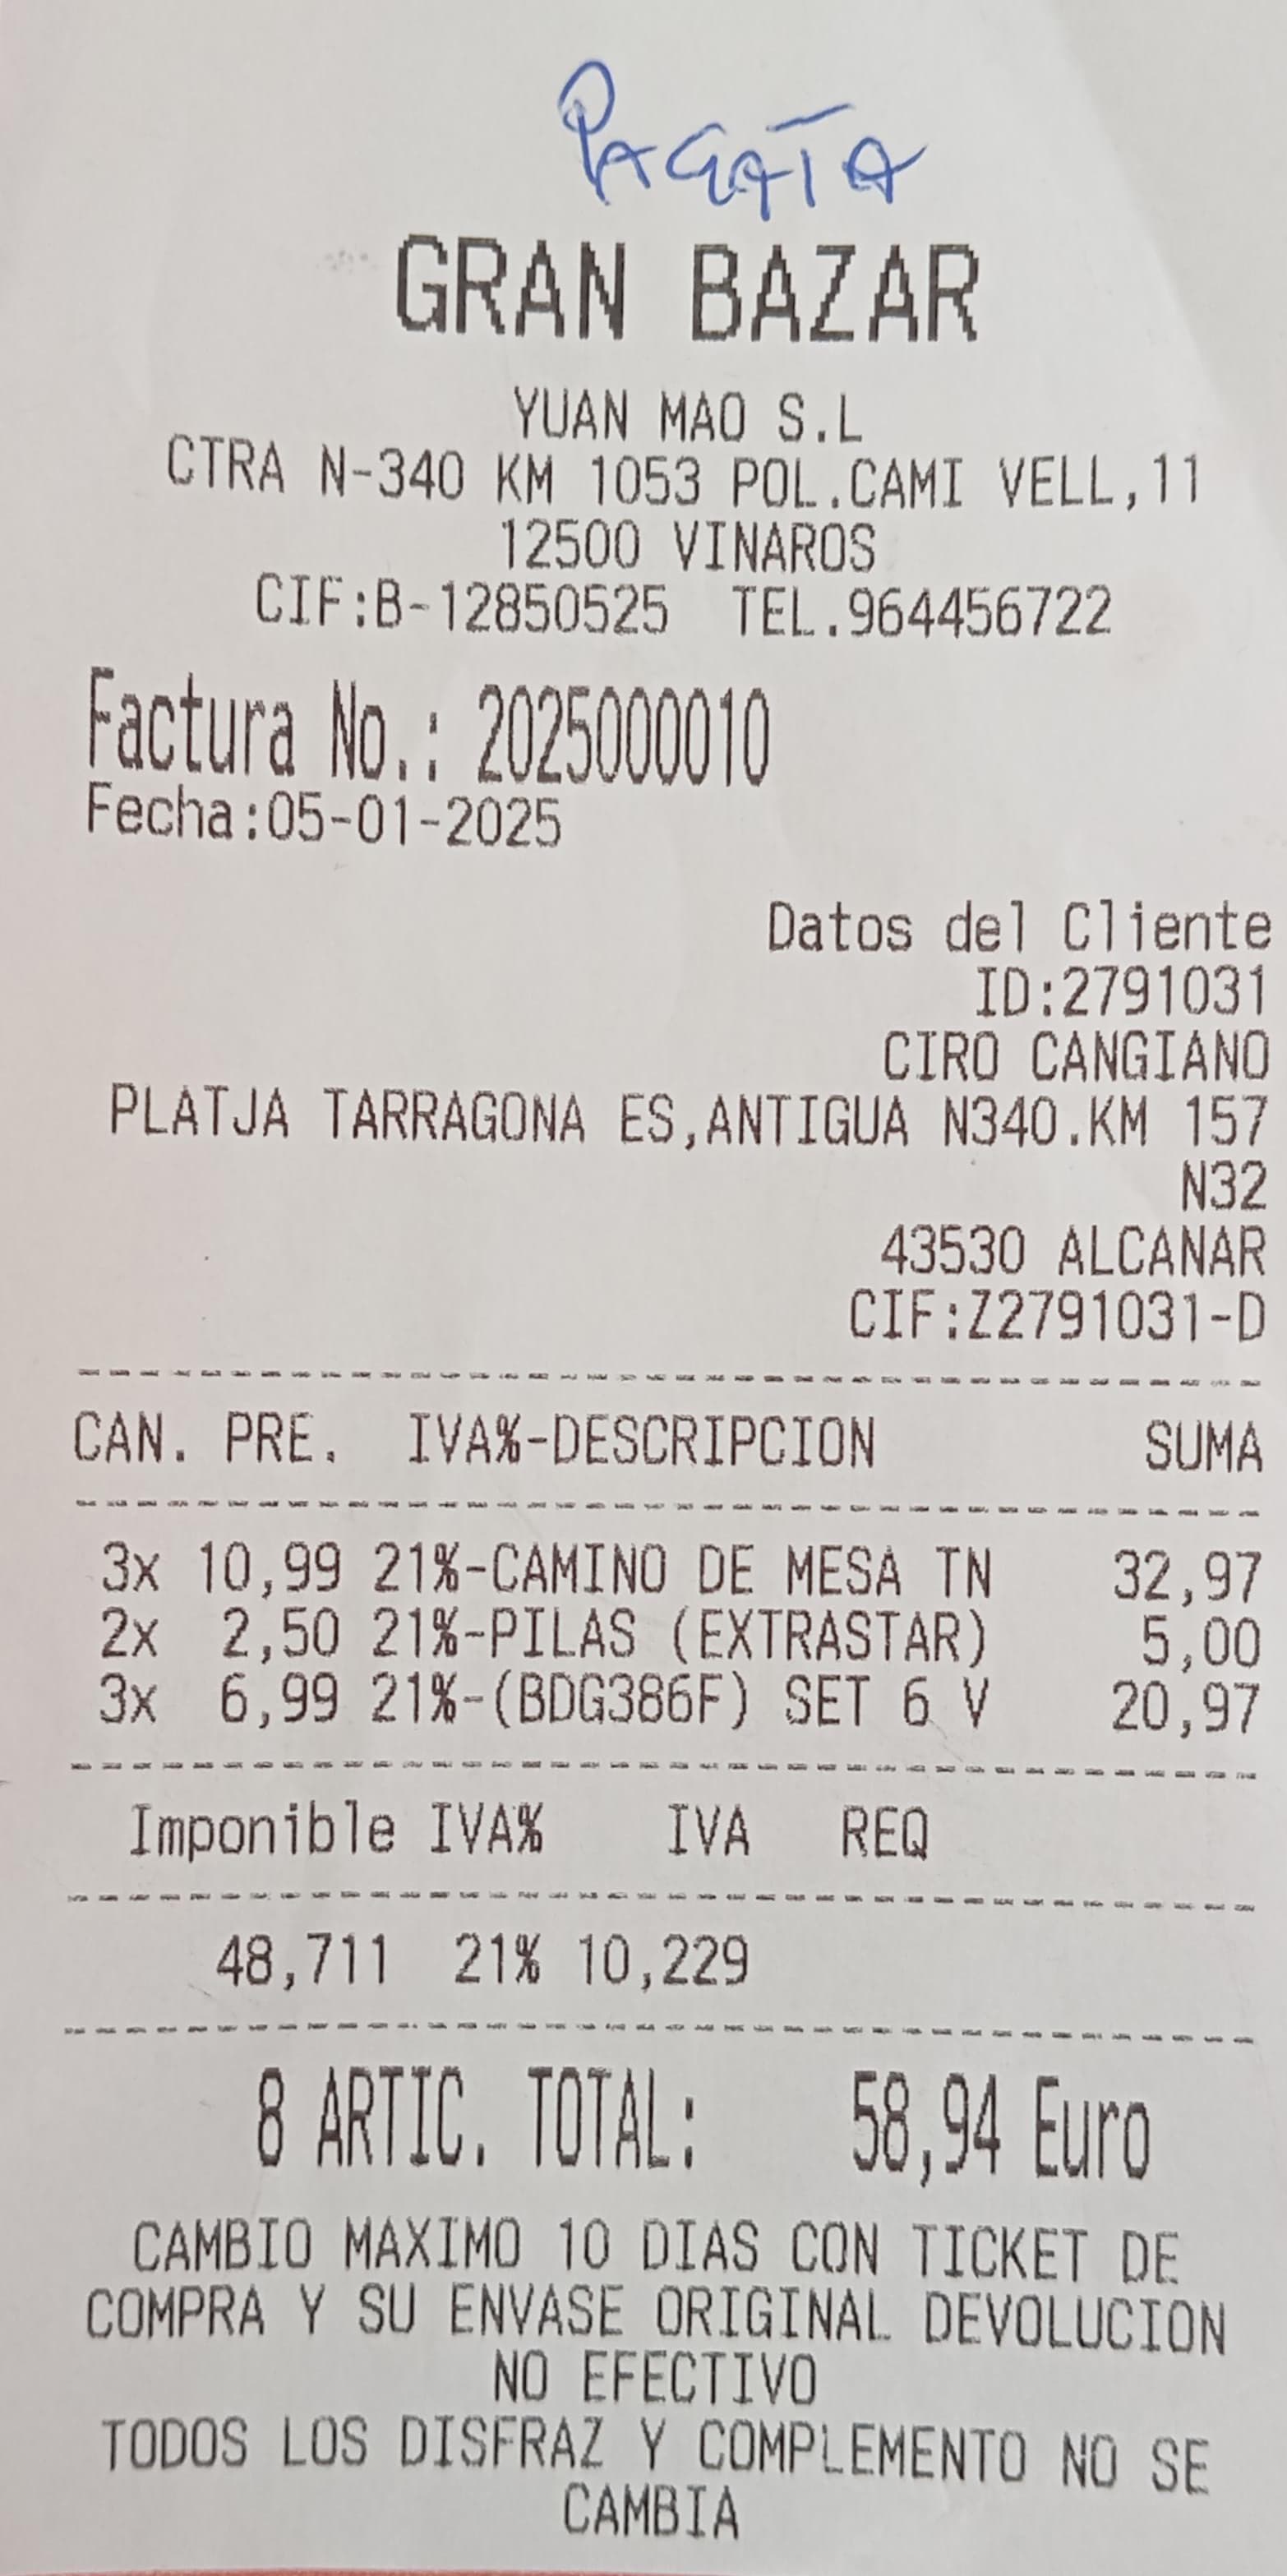 PAGATA
GRAN BAZAR
YUAN MAO S.L
CTRA N-340 KM 1053 POL.CAMI VELL,11
12500 VINAROS
CIF:B-12850525 TEL.964456722
Factura No.: 2025000010
Fecha:05-01-2025
Datos del Cliente
ID:2791031
CIRO CANGIANO
PLATJA TARRAGONA ES,ANTIGUA N340.KM 157
N32
43530 ALCANAR
CIF:Z2791031-D
CAN. PRE. IVA%-DESCRIPCION SUMA
3x 10,99 21%-CAMINO DE MESA TN 32,97
2x 2,50 21%-PILAS (EXTRASTAR) 5,00
3x 6,99 21%-(BDG386F) SET 6 V 20,97
Imponible IVA% IVA REQ
48,711 21% 10,229
8 ARTIC. TOTAL: 58,94 Euro
CAMBIO MAXIMO 10 DIAS CON TICKET DE
COMPRA Y SU ENVASE ORIGINAL DEVOLUCION
NO EFECTIVO
TODOS LOS DISFRAZ Y COMPLEMENTO NO SE
CAMBIA